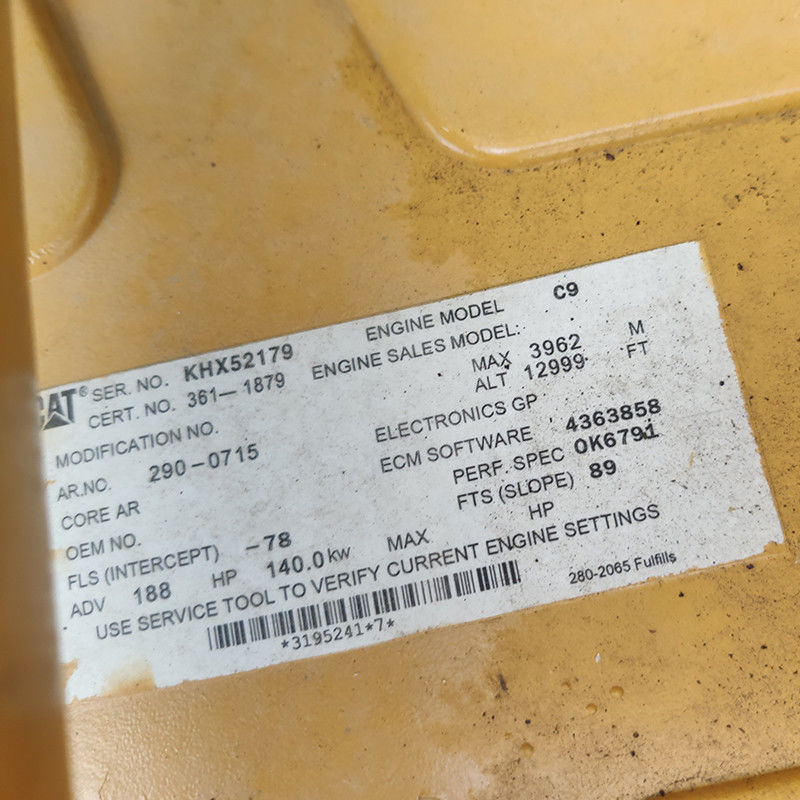 CAT® SER. NO. KHX52179 ENGINE MODEL C9
CERT. NO. 361-1879 ENGINE SALES MODEL:
MODIFICATION NO. MAX 3962 M
ALT 12999 FT
AR.NO. 290-0715 ELECTRONICS GP
CORE AR ECM SOFTWARE 4363858
OEM NO. PERF. SPEC 0K6791
FLS (INTERCEPT) -78 FTS (SLOPE) 89
ADV 188 HP 140.0kw MAX HP
USE SERVICE TOOL TO VERIFY CURRENT ENGINE SETTINGS
*3195241*7* 280-2065 Fulfills